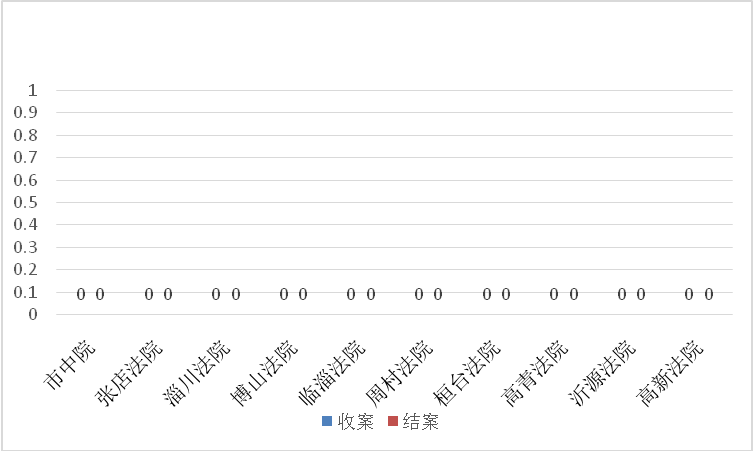 1
0.9
0.8
0.7
0.6
0.5
0.4
0.3
0.2
0.1
0
0 0 0 0 0 0 0 0 0 0 0 0 0 0 0 0 0 0 0 0
市中院
张店法院
淄川法院
博山法院
临淄法院
周村法院
桓台法院
高青法院
沂源法院
高新法院
收案 结案